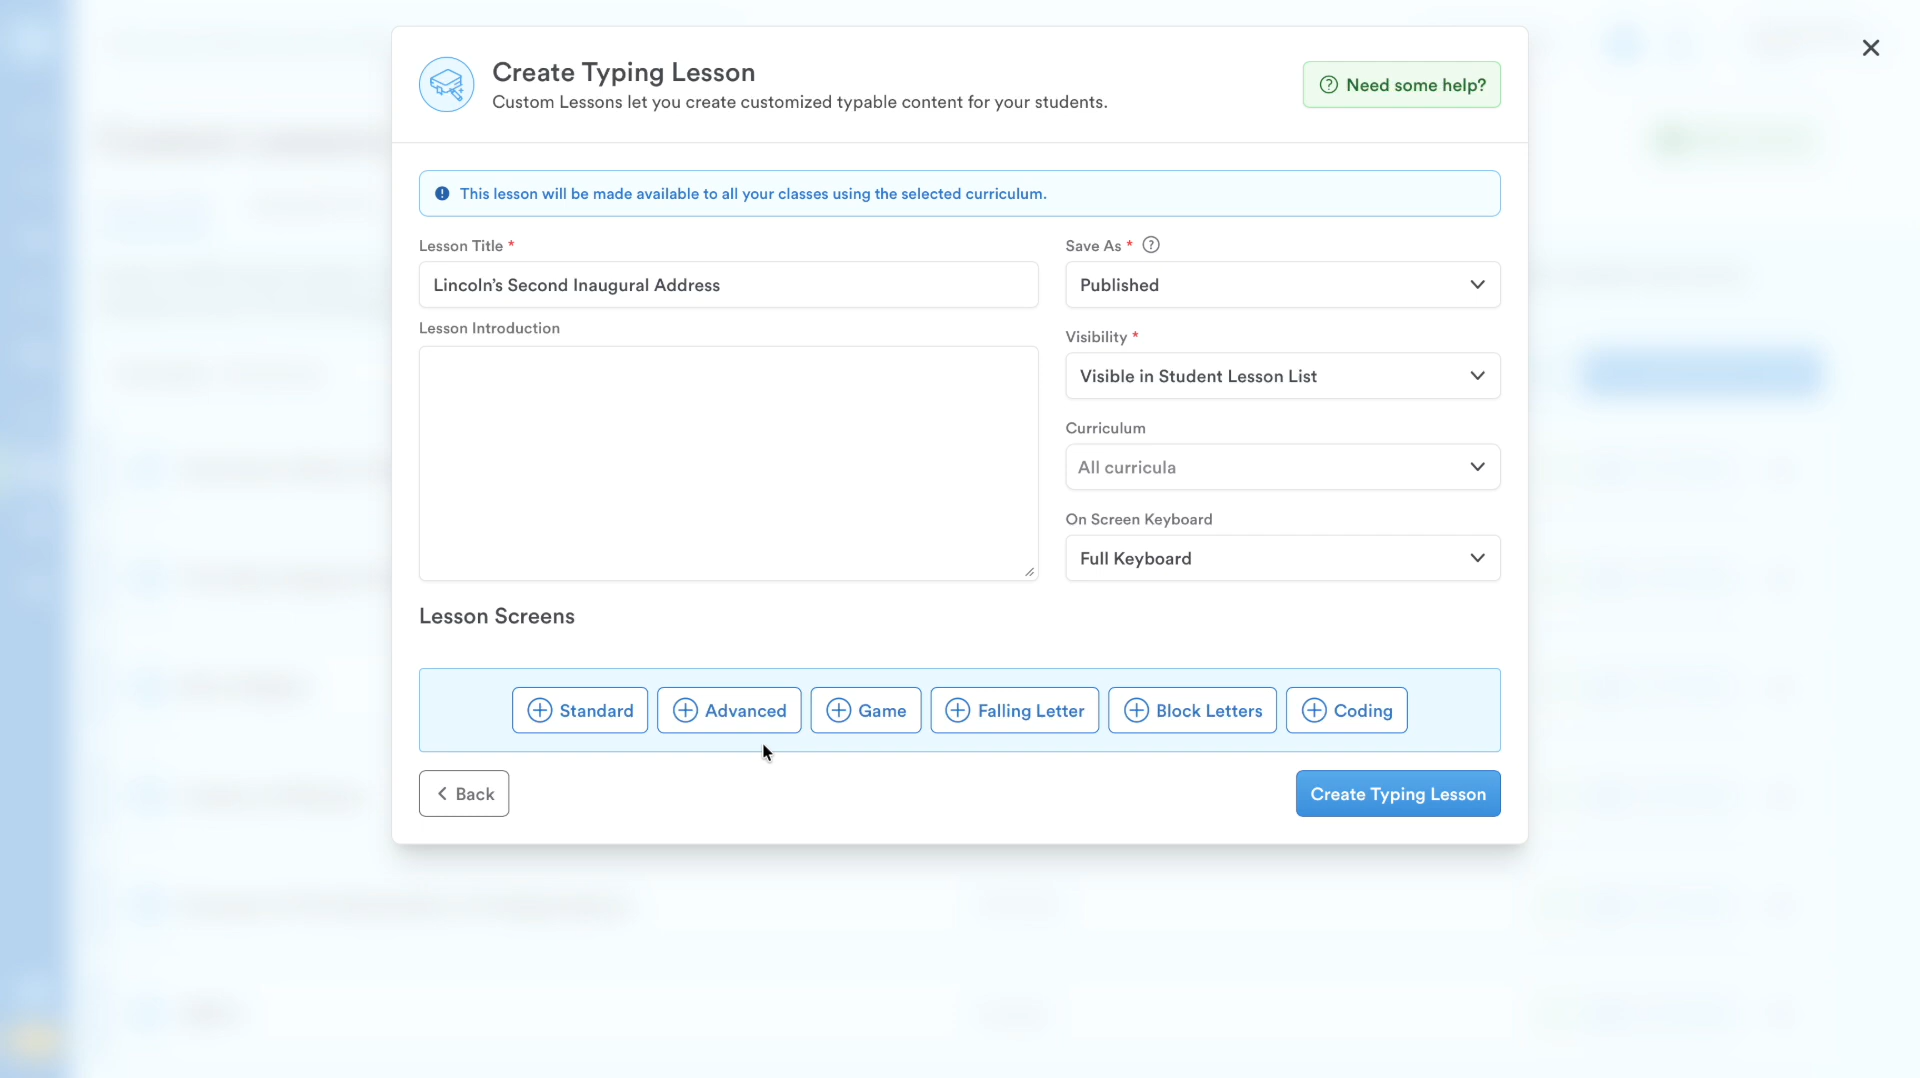 Create Typing Lesson
Custom Lessons let you create customized typable content for your students.
Need some help?
This lesson will be made available to all your classes using the selected curriculum.
Lesson Title *
Lincoln’s Second Inaugural Address
Lesson Introduction
Save As *
Published
Visibility *
Visible in Student Lesson List
Curriculum
All curricula
On Screen Keyboard
Full Keyboard
Lesson Screens
Standard
Advanced
Game
Falling Letter
Block Letters
Coding
Back
Create Typing Lesson